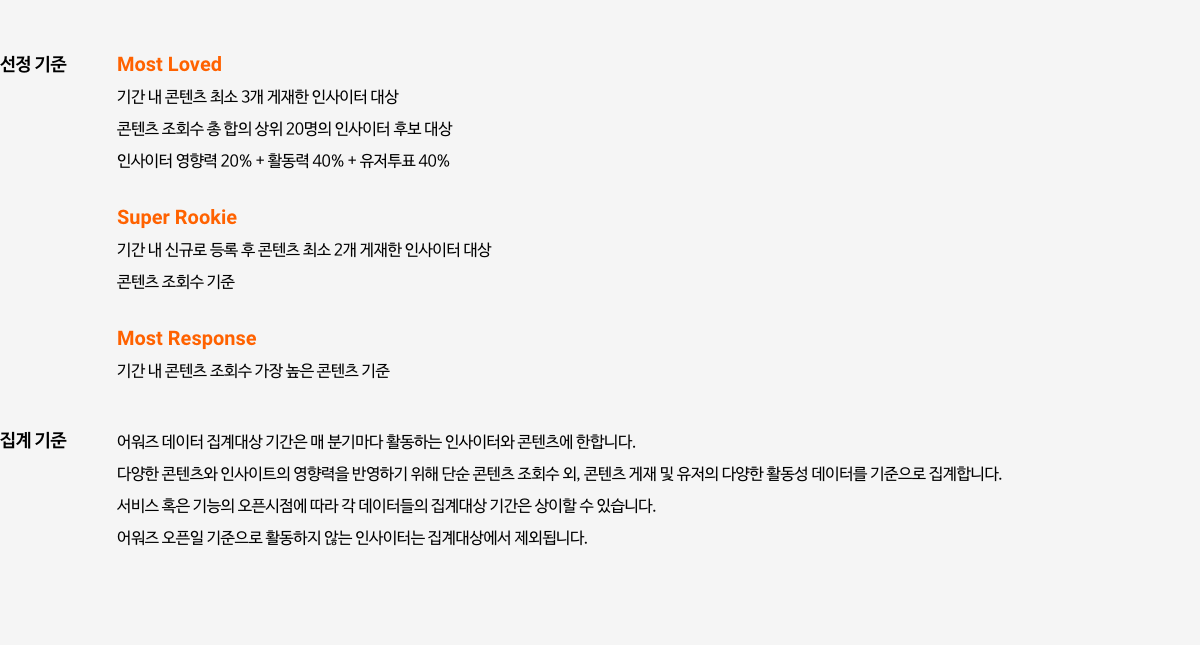 선정 기준
Most Loved
기간 내 콘텐츠 최소 3개 게재한 인사이터 대상
콘텐츠 조회수 총 합의 상위 20명의 인사이터 후보 대상
인사이터 영향력 20% + 활동력 40% + 유저투표 40%
Super Rookie
기간 내 신규로 등록 후 콘텐츠 최소 2개 게재한 인사이터 대상
콘텐츠 조회수 기준
Most Response
기간 내 콘텐츠 조회수 가장 높은 콘텐츠 기준
집계 기준
어워즈 데이터 집계대상 기간은 매 분기마다 활동하는 인사이터와 콘텐츠에 한합니다.
다양한 콘텐츠와 인사이트의 영향력을 반영하기 위해 단순 콘텐츠 조회수 외, 콘텐츠 게재 및 유저의 다양한 활동성 데이터를 기준으로 집계합니다.
서비스 혹은 기능의 오픈시점에 따라 각 데이터들의 집계대상 기간은 상이할 수 있습니다.
어워즈 오픈일 기준으로 활동하지 않는 인사이터는 집계대상에서 제외됩니다.